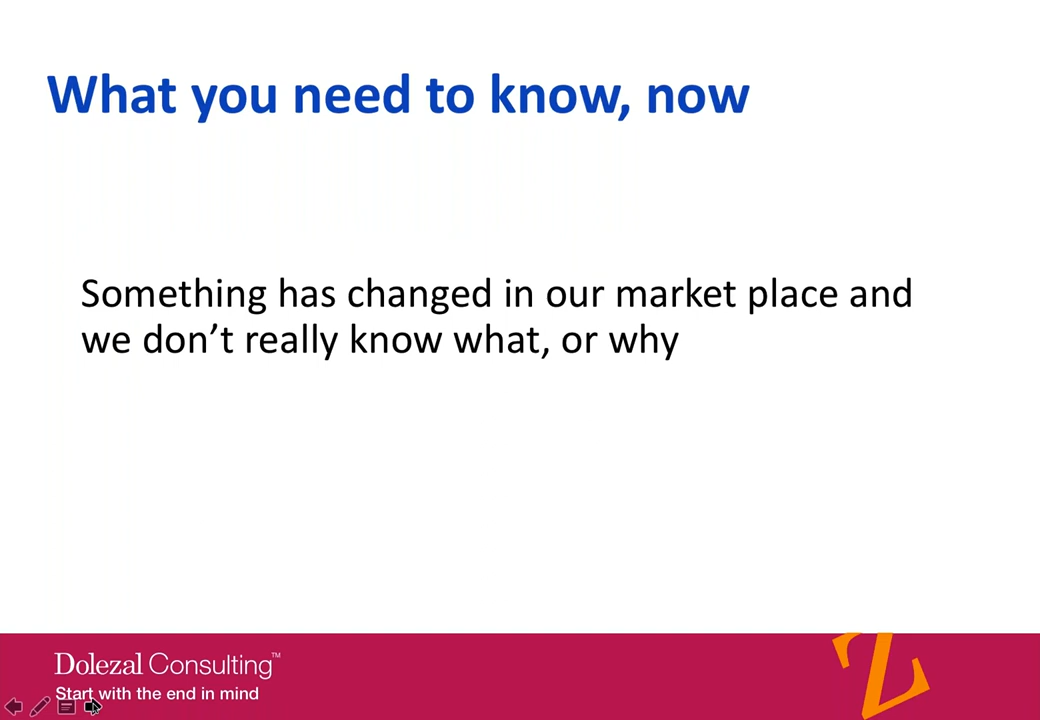 What you need to know, now
Something has changed in our market place and
we don’t really know what, or why
Dolezal Consulting™
Start with the end in mind
Z